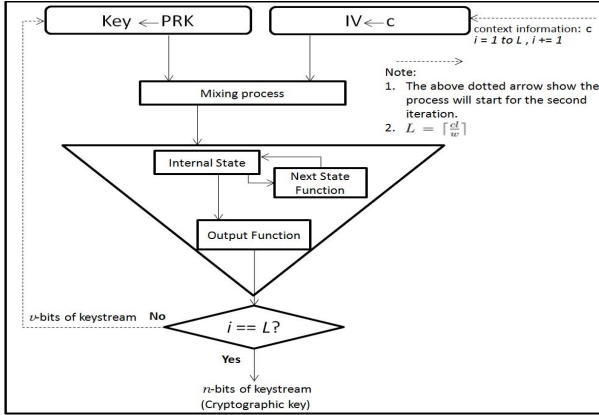 Key ← PRK
IV ← c
context information: c
i = 1 to L , i += 1
Note:
1. The above dotted arrow show the
process will start for the second
iteration.
2. L = ⌈cl/w⌉
Mixing process
Internal State
Next State
Function
Output Function
υ-bits of keystream
No
i == L?
Yes
n-bits of keystream
(Cryptographic key)